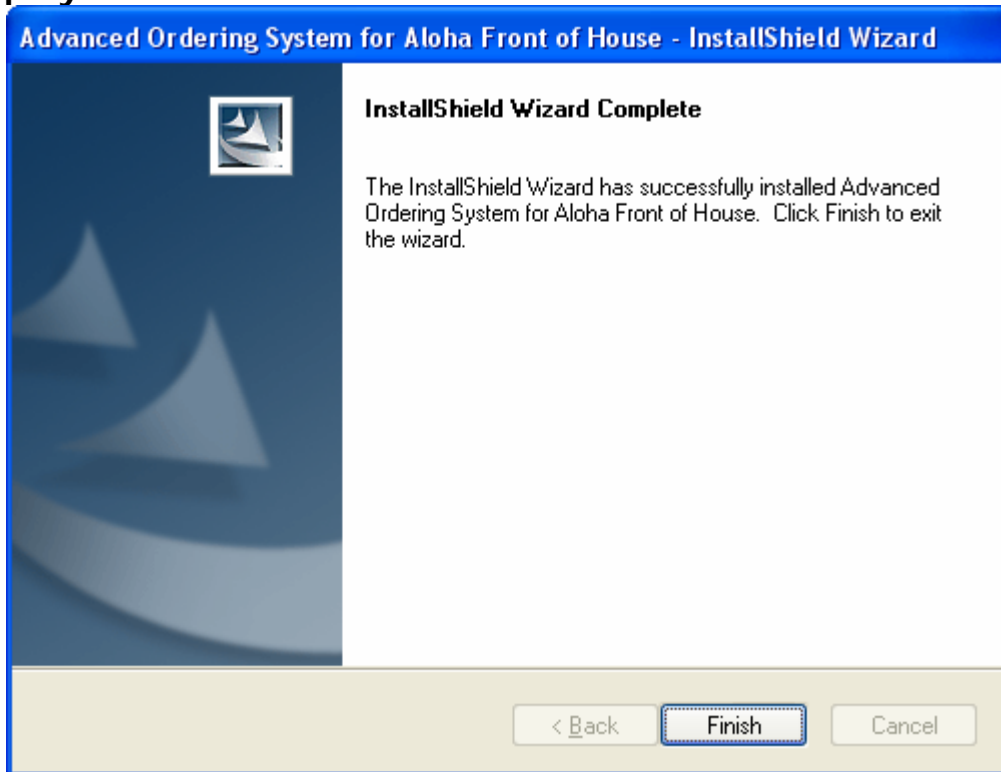 Advanced Ordering System for Aloha Front of House - InstallShield Wizard
InstallShield Wizard Complete
The InstallShield Wizard has successfully installed Advanced
Ordering System for Aloha Front of House.  Click Finish to exit
the wizard.
< Back
Finish
Cancel